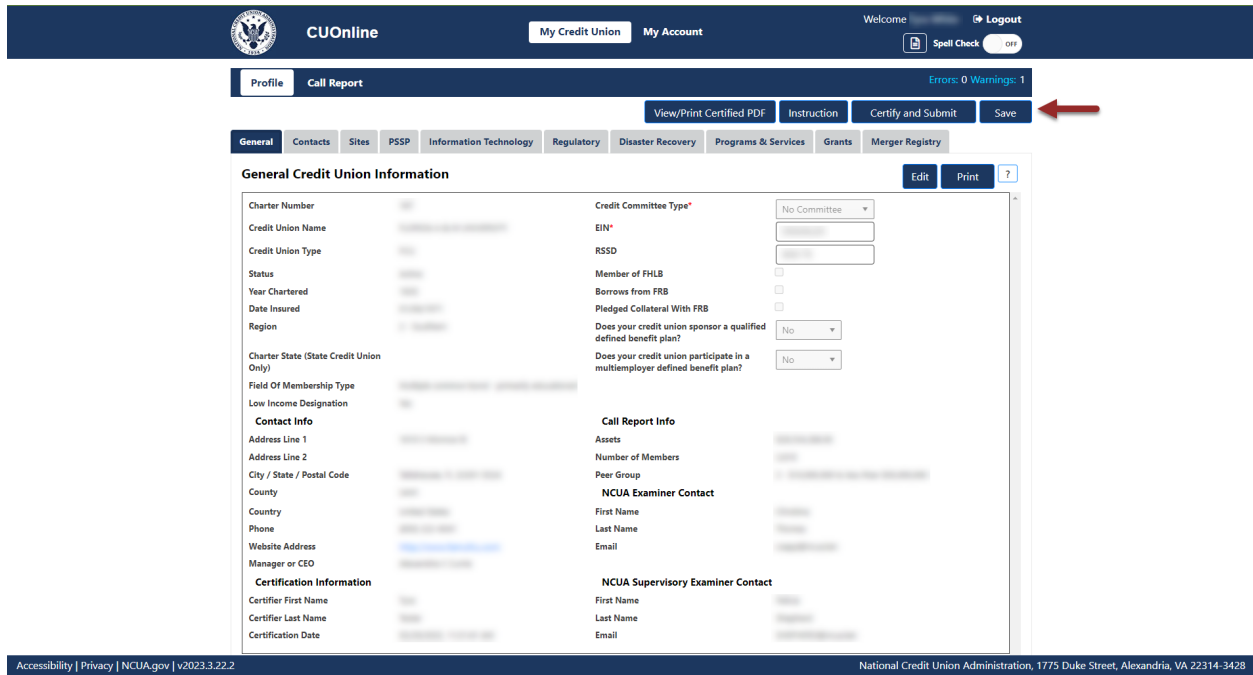 CUOnline
My Credit Union My Account
Welcome
Logout
Spell Check OFF
Profile Call Report
Errors: 0 Warnings: 1
View/Print Certified PDF Instruction Certify and Submit Save
General Contacts Sites PSSP Information Technology Regulatory Disaster Recovery Programs & Services Grants Merger Registry
General Credit Union Information
Edit Print ?
Charter Number
Credit Union Name
Credit Union Type
Status
Year Chartered
Date Insured
Region
Charter State (State Credit Union
Only)
Field Of Membership Type
Low Income Designation
Credit Committee Type* No Committee
EIN*
RSSD
Member of FHLB
Borrows from FRB
Pledged Collateral With FRB
Does your credit union sponsor a qualified
defined benefit plan? No
Does your credit union participate in a
multiemployer defined benefit plan? No
Contact Info
Address Line 1
Address Line 2
City / State / Postal Code
County
Country
Phone
Website Address
Manager or CEO
Call Report Info
Assets
Number of Members
Peer Group
NCUA Examiner Contact
First Name
Last Name
Email
Certification Information
Certifier First Name
Certifier Last Name
Certification Date
NCUA Supervisory Examiner Contact
First Name
Last Name
Email
Accessibility | Privacy | NCUA.gov | v2023.3.22.2
National Credit Union Administration, 1775 Duke Street, Alexandria, VA 22314-3428